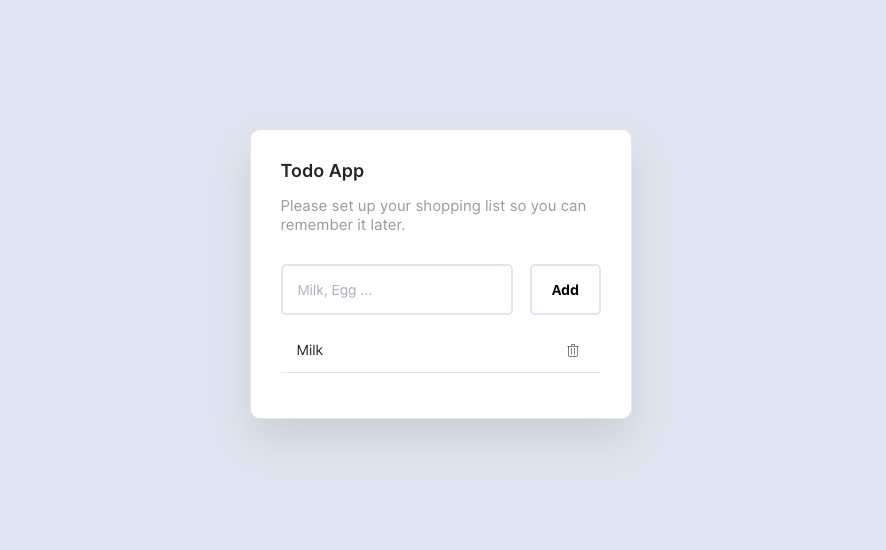 Todo App
Please set up your shopping list so you can
remember it later.
Milk, Egg ...
Add
Milk